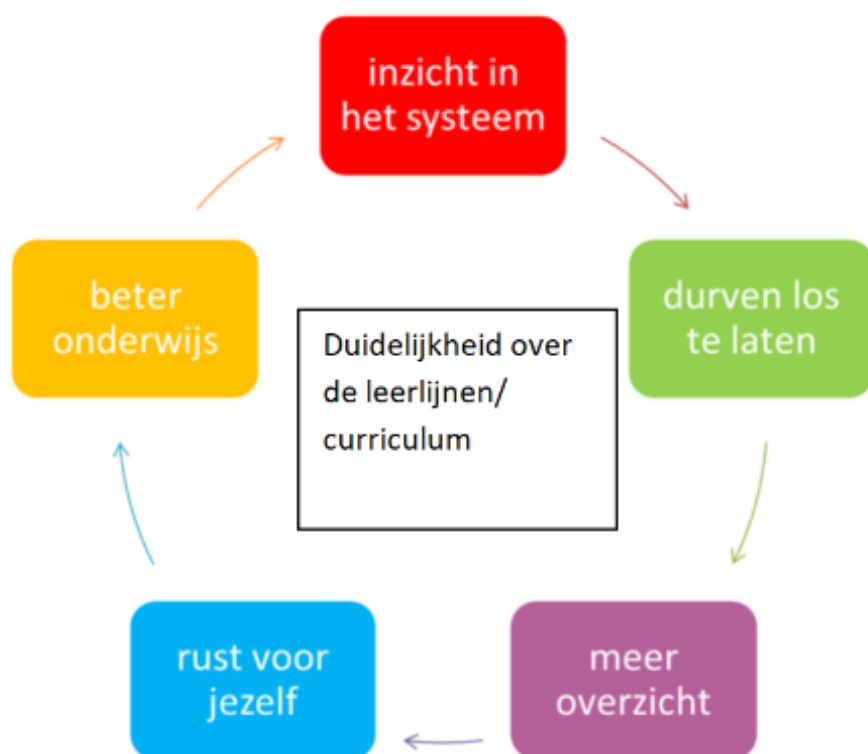 inzicht in
het systeem
beter
onderwijs
durven los
te laten
Duidelijkheid over
de leerlijnen/
curriculum
rust voor
jezelf
meer
overzicht